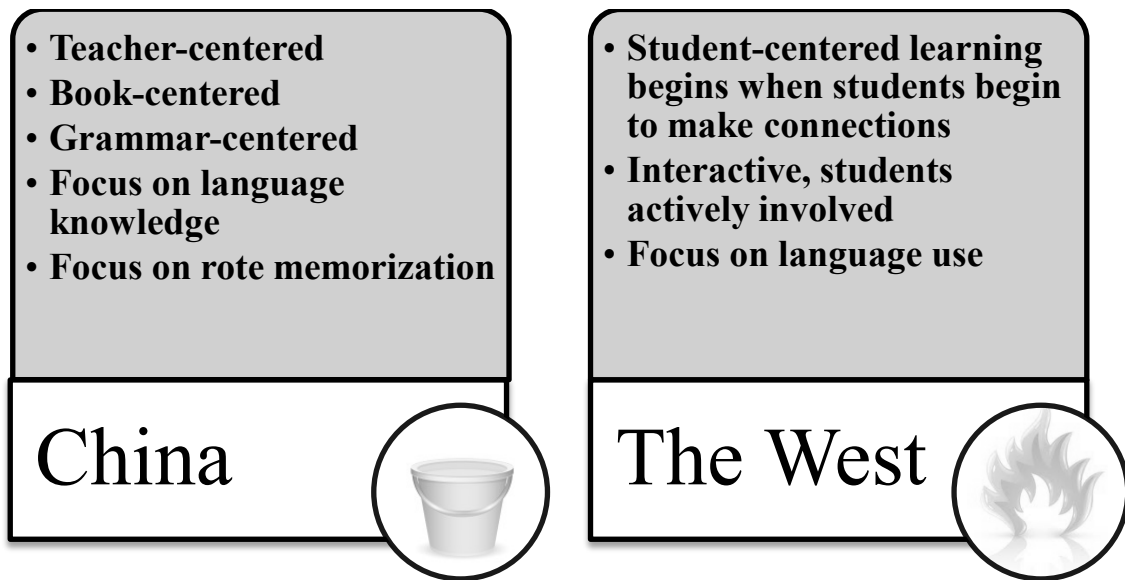 • Teacher-centered
• Book-centered
• Grammar-centered
• Focus on language
knowledge
• Focus on rote memorization
China
• Student-centered learning
begins when students begin
to make connections
• Interactive, students
actively involved
• Focus on language use
The West